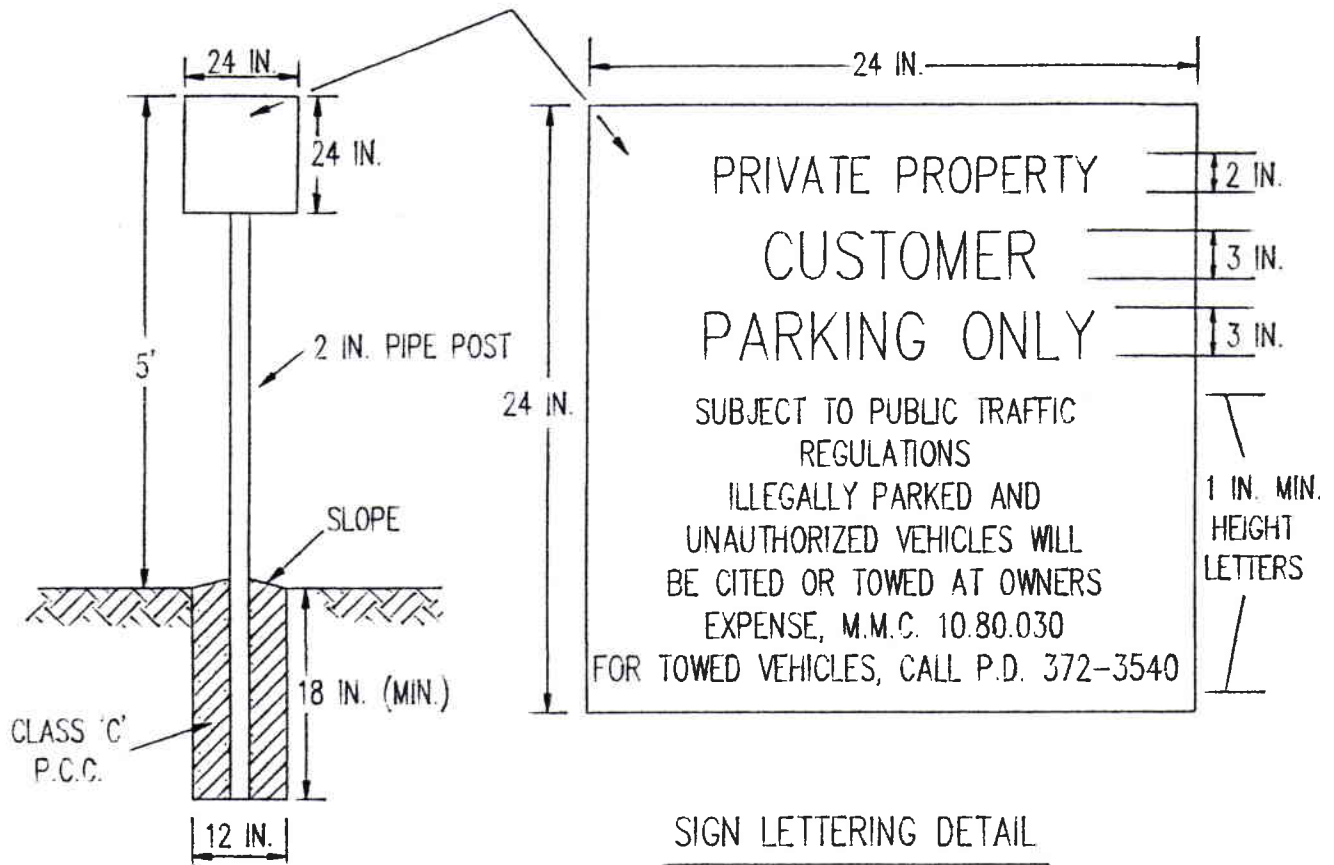 24 IN.
24 IN.
5'
2 IN. PIPE POST
SLOPE
18 IN. (MIN.)
CLASS 'C'
P.C.C.
12 IN.
24 IN.
24 IN.
PRIVATE PROPERTY
2 IN.
CUSTOMER
3 IN.
PARKING ONLY
3 IN.
SUBJECT TO PUBLIC TRAFFIC
REGULATIONS
ILLEGALLY PARKED AND
UNAUTHORIZED VEHICLES WILL
BE CITED OR TOWED AT OWNERS
EXPENSE, M.M.C. 10.80.030
FOR TOWED VEHICLES, CALL P.D. 372-3540
1 IN. MIN.
HEIGHT
LETTERS
SIGN LETTERING DETAIL